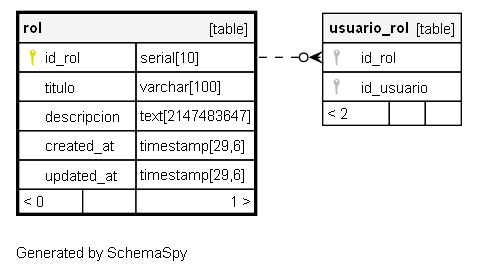 rol [table]
id_rol serial[10]
titulo varchar[100]
descripcion text[2147483647]
created_at timestamp[29,6]
updated_at timestamp[29,6]
< 0 1 >
usuario_rol [table]
id_rol
id_usuario
< 2
Generated by SchemaSpy